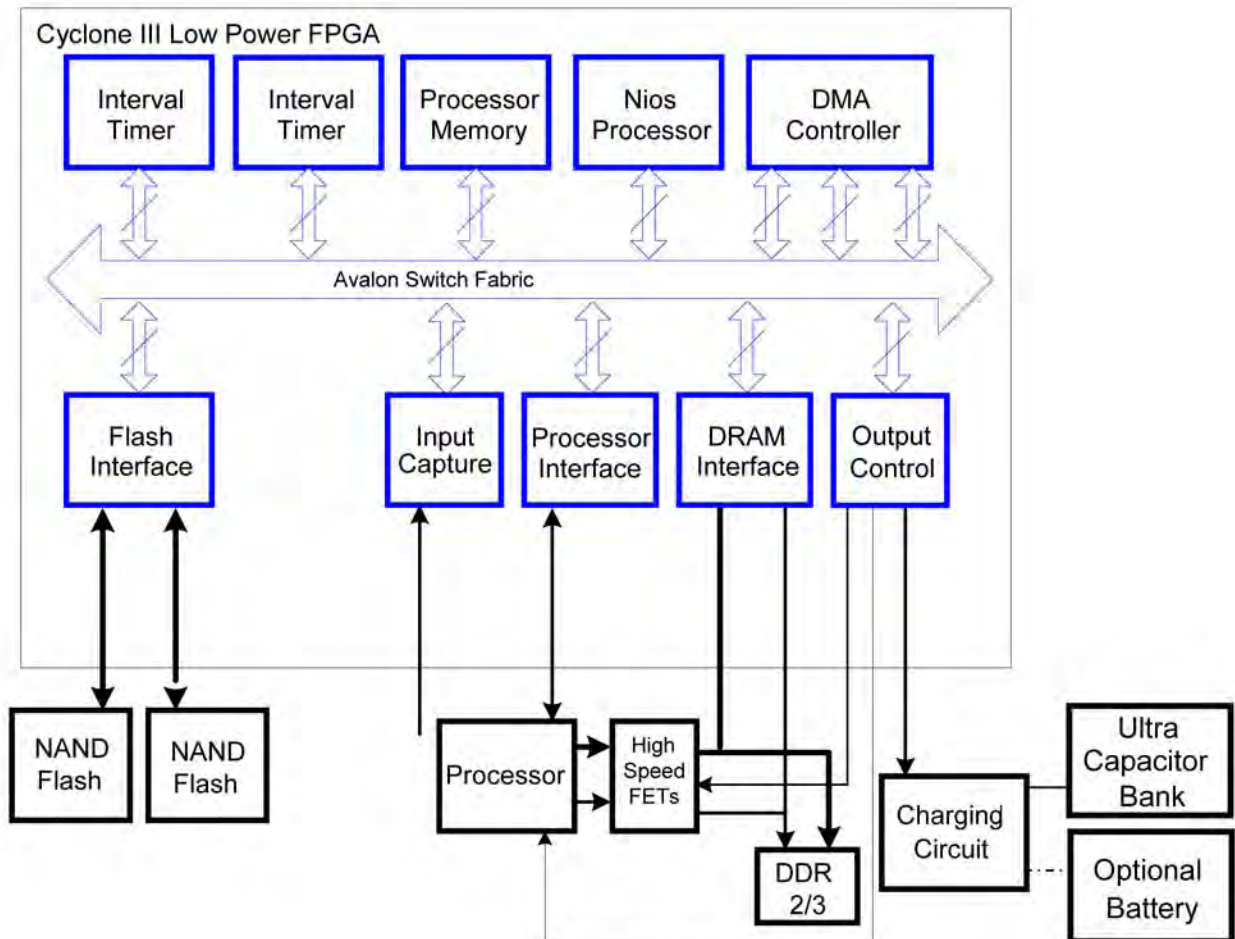 Cyclone III Low Power FPGA
Interval
Timer
Interval
Timer
Processor
Memory
Nios
Processor
DMA
Controller
Avalon Switch Fabric
Flash
Interface
Input
Capture
Processor
Interface
DRAM
Interface
Output
Control
NAND
Flash
NAND
Flash
Processor
High
Speed
FETs
DDR
2/3
Charging
Circuit
Ultra
Capacitor
Bank
Optional
Battery